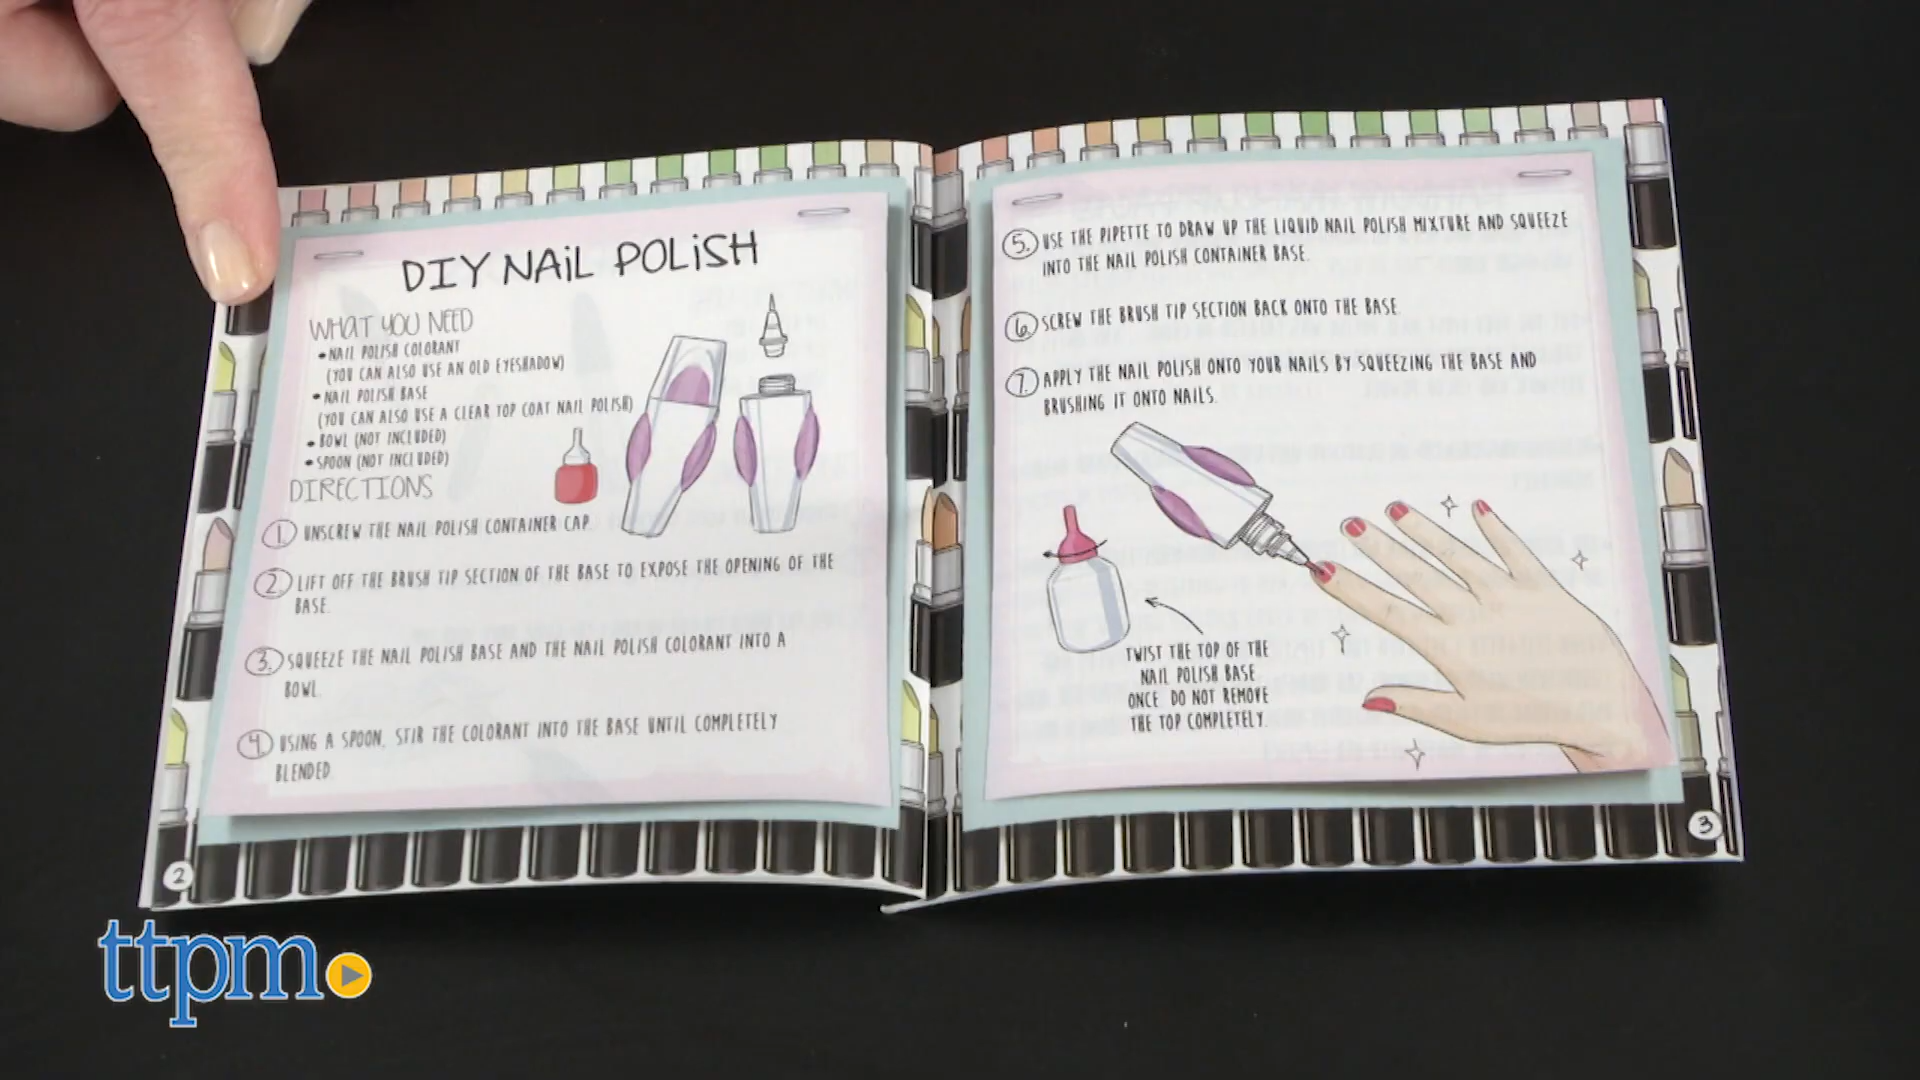 DIY NAIL POLISH
WHAT YOU NEED
• NAIL POLISH COLORANT
(YOU CAN ALSO USE AN OLD EYESHADOW)
• NAIL POLISH BASE
(YOU CAN ALSO USE A CLEAR TOP COAT NAIL POLISH)
• BOWL (NOT INCLUDED)
• SPOON (NOT INCLUDED)
DIRECTIONS
1. UNSCREW THE NAIL POLISH CONTAINER CAP.
2. LIFT OFF THE BRUSH TIP SECTION OF THE BASE TO EXPOSE THE OPENING OF THE
BASE.
3. SQUEEZE THE NAIL POLISH BASE AND THE NAIL POLISH COLORANT INTO A
BOWL.
4. USING A SPOON, STIR THE COLORANT INTO THE BASE UNTIL COMPLETELY
BLENDED.
2
5. USE THE PIPETTE TO DRAW UP THE LIQUID NAIL POLISH MIXTURE AND SQUEEZE
INTO THE NAIL POLISH CONTAINER BASE.
6. SCREW THE BRUSH TIP SECTION BACK ONTO THE BASE.
7. APPLY THE NAIL POLISH ONTO YOUR NAILS BY SQUEEZING THE BASE AND
BRUSHING IT ONTO NAILS.
TWIST THE TOP OF THE
NAIL POLISH BASE
ONCE. DO NOT REMOVE
THE TOP COMPLETELY.
3
ttpm